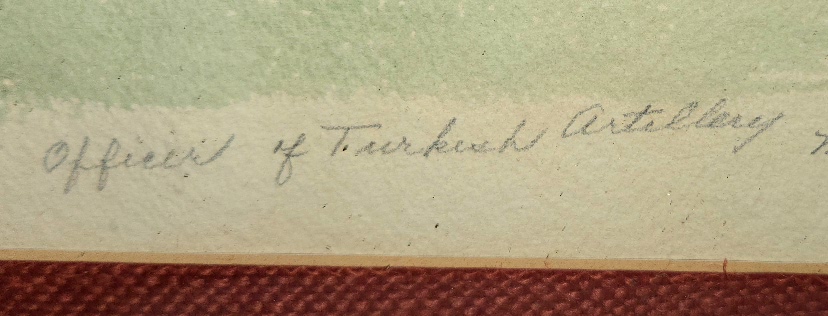 Officer of Turkish Artillery